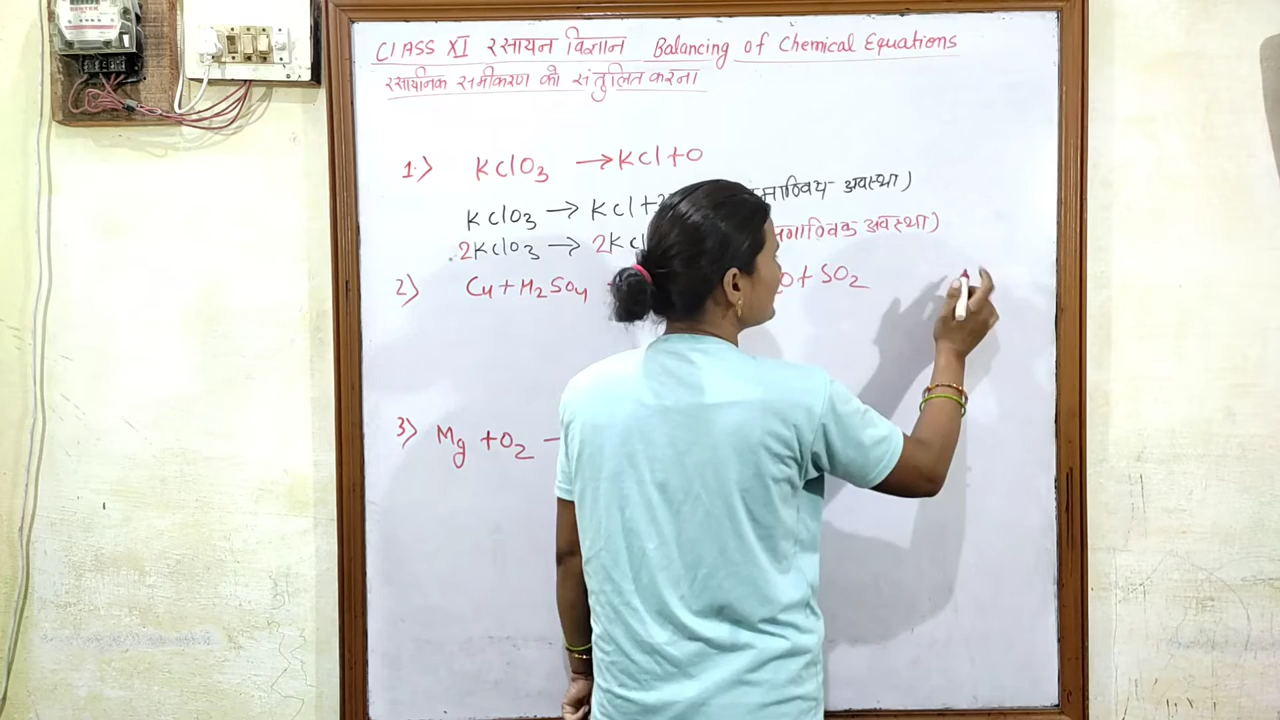 CLASS XI रसायन विज्ञान Balancing of Chemical Equations
रसायनिक समीकरण को संतुलित करना
1.) KClO3 → KCl + O
KClO3 → KCl +
अवस्था)
2KClO3 → 2KCl
अवस्था)
2) Cu + H2SO4 + SO2
3) Mg + O2